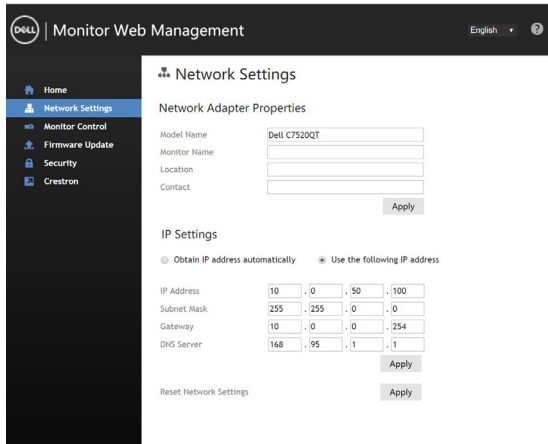 DELL | Monitor Web Management
English ?
Home
Network Settings
Monitor Control
Firmware Update
Security
Crestron
Network Settings
Network Adapter Properties
Model Name Dell C7520QT
Monitor Name
Location
Contact
Apply
IP Settings
Obtain IP address automatically Use the following IP address
IP Address 10 . 0 . 50 . 100
Subnet Mask 255 . 255 . 0 . 0
Gateway 10 . 0 . 0 . 254
DNS Server 168 . 95 . 1 . 1
Apply
Reset Network Settings Apply